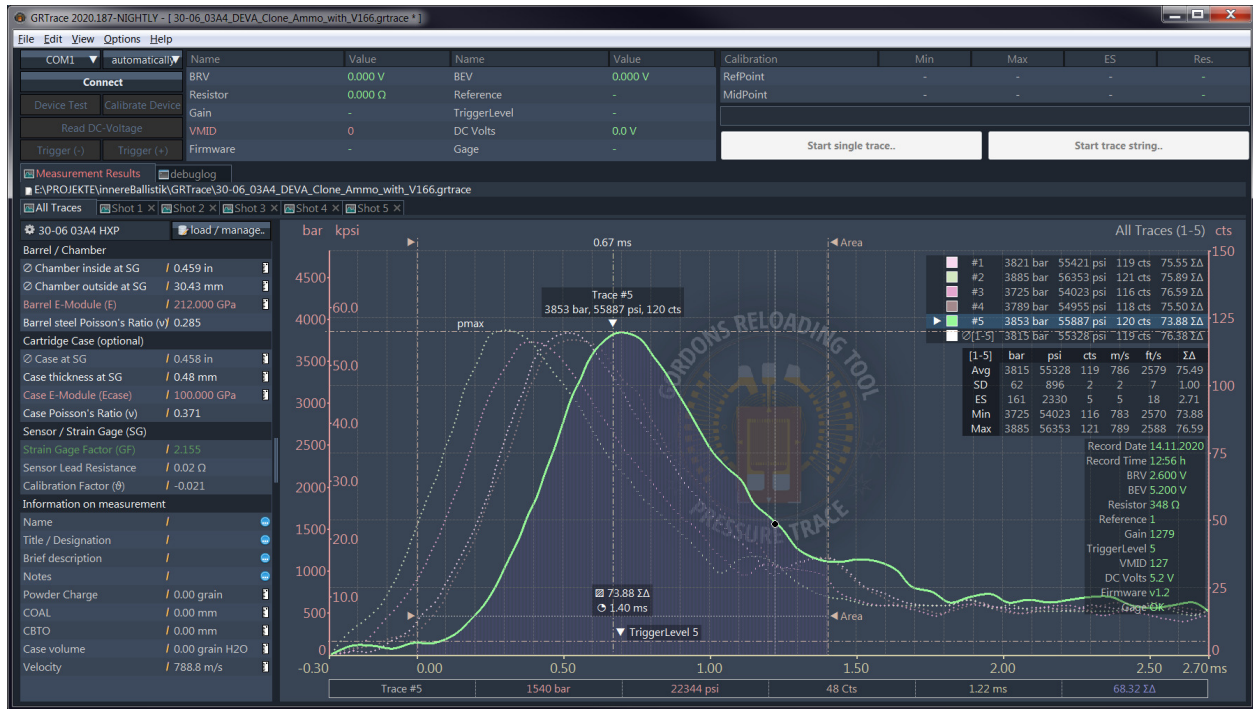 GRTrace 2020.187-NIGHTLY - [ 30-06_03A4_DEVA_Clone_Ammo_with_V166.grtrace * ]
File Edit View Options Help
COM1 automatically Name Value Name Value Calibration Min Max ES Res.
Connect BRV 0.000 V BEV 0.000 V RefPoint - - - -
Device Test Calibrate Device Resistor 0.000 Ω Reference - MidPoint - - - -
Gain - TriggerLevel -
Read DC-Voltage VMID 0 DC Volts 0.0 V
Trigger (-) Trigger (+) Firmware - Gage - Start single trace.. Start trace string..
Measurement Results debuglog
E:\PROJEKTE\innereBallistik\GRTrace\30-06_03A4_DEVA_Clone_Ammo_with_V166.grtrace
All Traces Shot 1 × Shot 2 × Shot 3 × Shot 4 × Shot 5 ×
30-06 03A4 HXP load / manage..
Barrel / Chamber
∅ Chamber inside at SG / 0.459 in
∅ Chamber outside at SG / 30.43 mm
Barrel E-Module (E) / 212.000 GPa
Barrel steel Poisson's Ratio (ν) / 0.285
Cartridge Case (optional)
∅ Case at SG / 0.458 in
Case thickness at SG / 0.48 mm
Case E-Module (Ecase) / 100.000 GPa
Case Poisson's Ratio (ν) / 0.371
Sensor / Strain Gage (SG)
Strain Gage Factor (GF) / 2.155
Sensor Lead Resistance / 0.02 Ω
Calibration Factor (ϑ) / -0.021
Information on measurement
Name /
Title / Designation /
Brief description /
Notes /
Powder Charge / 0.00 grain
COAL / 0.00 mm
CBTO / 0.00 mm
Case volume / 0.00 grain H2O
Velocity / 788.8 m/s
bar kpsi
0.67 ms
Area
All Traces (1-5) cts
150
125
100
75
50
25
0
4500
4000
3500
3000
2500
2000
1500
1000
500
0
60.0
50.0
40.0
30.0
20.0
10.0
pmax
Trace #5
3853 bar, 55887 psi, 120 cts
GORDONS RELOADING TOOL
PRESSURE TRACE
#1 3821 bar 55421 psi 119 cts 75.55 ΣΔ
#2 3885 bar 56353 psi 121 cts 75.89 ΣΔ
#3 3725 bar 54023 psi 116 cts 76.59 ΣΔ
#4 3789 bar 54955 psi 118 cts 75.50 ΣΔ
#5 3853 bar 55887 psi 120 cts 73.88 ΣΔ
∅[1-5] 3815 bar 55328 psi 119 cts 76.38 ΣΔ
[1-5] bar psi cts m/s ft/s ΣΔ
Avg 3815 55328 119 786 2579 75.49
SD 62 896 2 2 7 1.00
ES 161 2330 5 5 18 2.71
Min 3725 54023 116 783 2570 73.88
Max 3885 56353 121 789 2588 76.59
Record Date 14.11.2020
Record Time 12:56 h
BRV 2.600 V
BEV 5.200 V
Resistor 348 Ω
Reference 1
Gain 1279
TriggerLevel 5
VMID 127
DC Volts 5.2 V
Firmware v1.2
Gage OK
73.88 ΣΔ
1.40 ms
Area
TriggerLevel 5
-0.30 0.00 0.50 1.00 1.50 2.00 2.50 2.70 ms
Trace #5 1540 bar 22344 psi 48 Cts 1.22 ms 68.32 ΣΔ